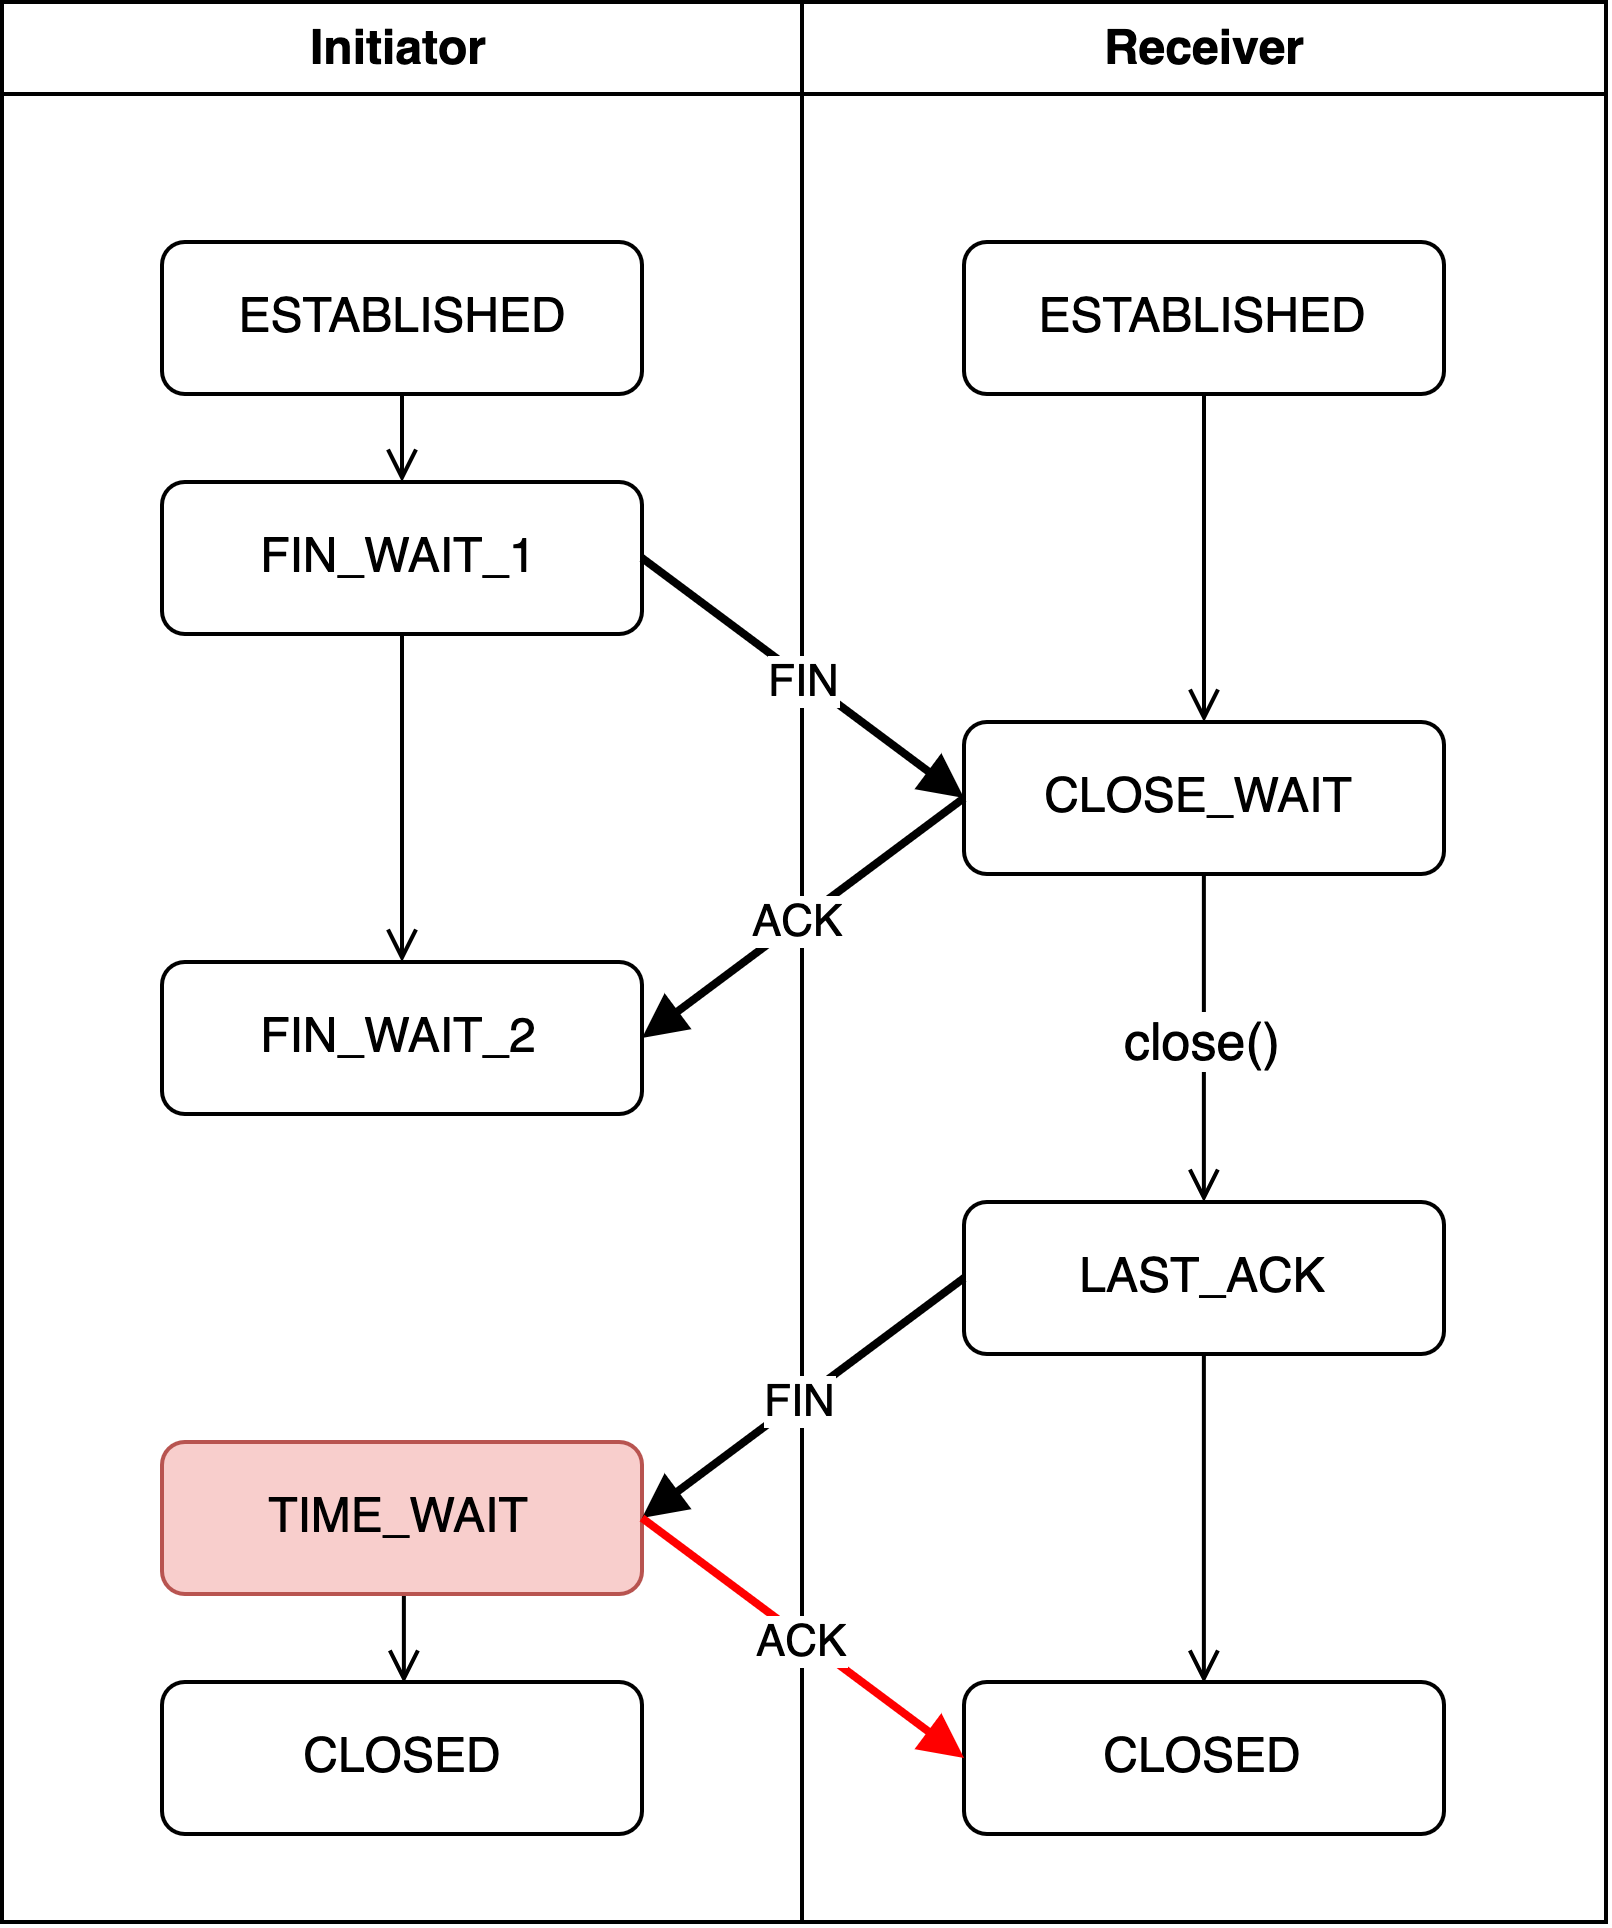 Initiator
Receiver
ESTABLISHED
ESTABLISHED
FIN_WAIT_1
FIN
CLOSE_WAIT
ACK
FIN_WAIT_2
close()
LAST_ACK
FIN
TIME_WAIT
ACK
CLOSED
CLOSED